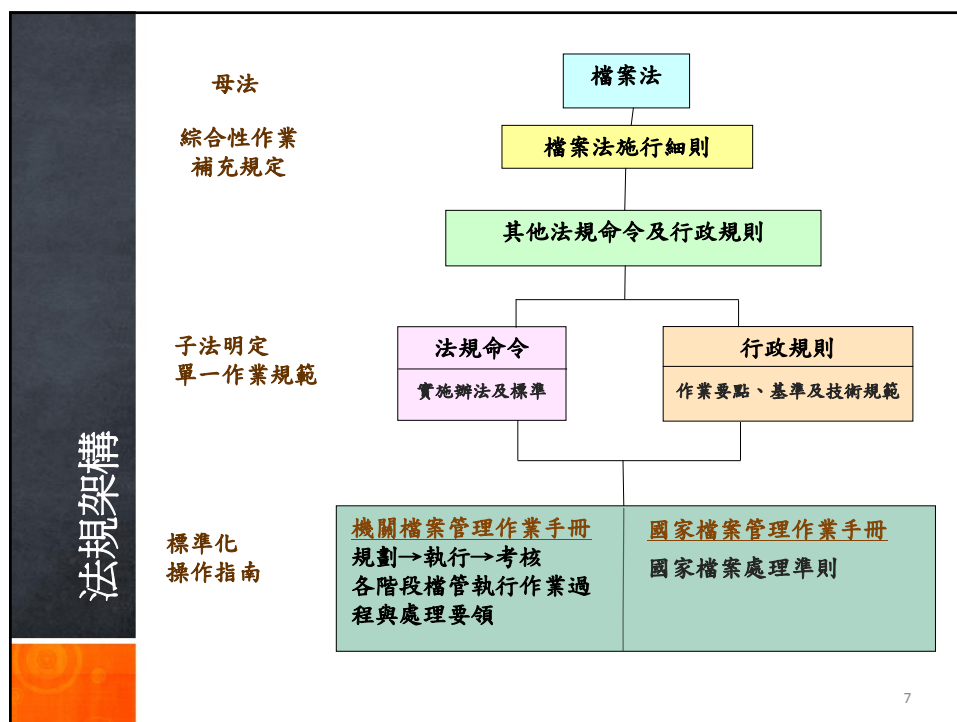 法規架構
母法
檔案法
綜合性作業
補充規定
檔案法施行細則
其他法規命令及行政規則
子法明定
單一作業規範
法規命令
實施辦法及標準
行政規則
作業要點、基準及技術規範
標準化
操作指南
機關檔案管理作業手冊
規劃→執行→考核
各階段檔管執行作業過
程與處理要領
國家檔案管理作業手冊
國家檔案處理準則
7